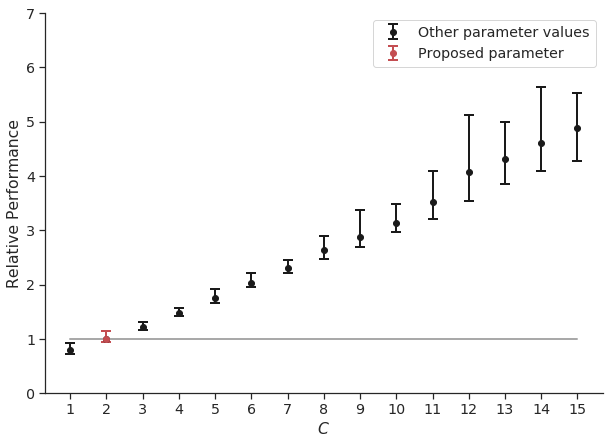 7
6
5
4
3
2
1
0
Relative Performance
Other parameter values
Proposed parameter
1 2 3 4 5 6 7 8 9 10 11 12 13 14 15
C